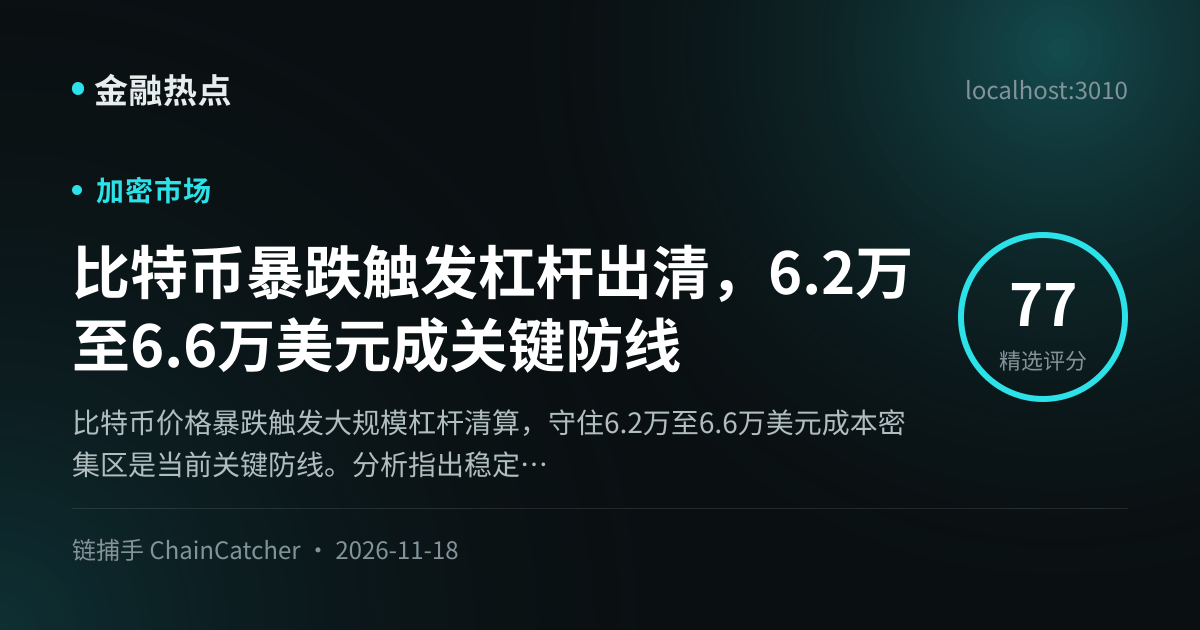 金融热点
localhost:3010
加密市场
比特币暴跌触发杠杆出清，6.2万
至6.6万美元成关键防线
77
精选评分
比特币价格暴跌触发大规模杠杆清算，守住6.2万至6.6万美元成本密
集区是当前关键防线。分析指出稳定…
链捕手 ChainCatcher · 2026-11-18